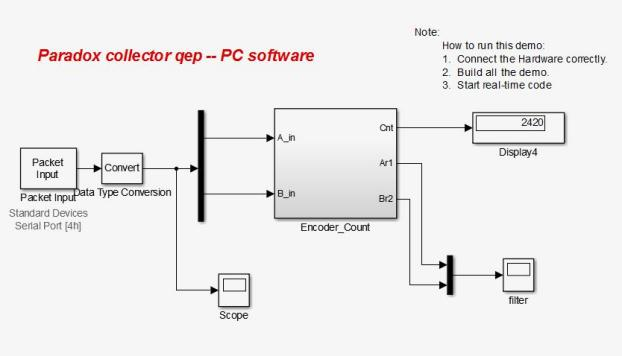 Note:
Paradox collector qep -- PC software
How to run this demo:
1. Connect the Hardware correctly.
2. Build all the demo.
3. Start real-time code
Cnt
2420
A_in
Display4
Packet
Input
Convert
Ar1
Packet Input
Data Type Conversion
B_in
Br2
Standard Devices
Serial Port [4h]
Encoder_Count
filter
Scope